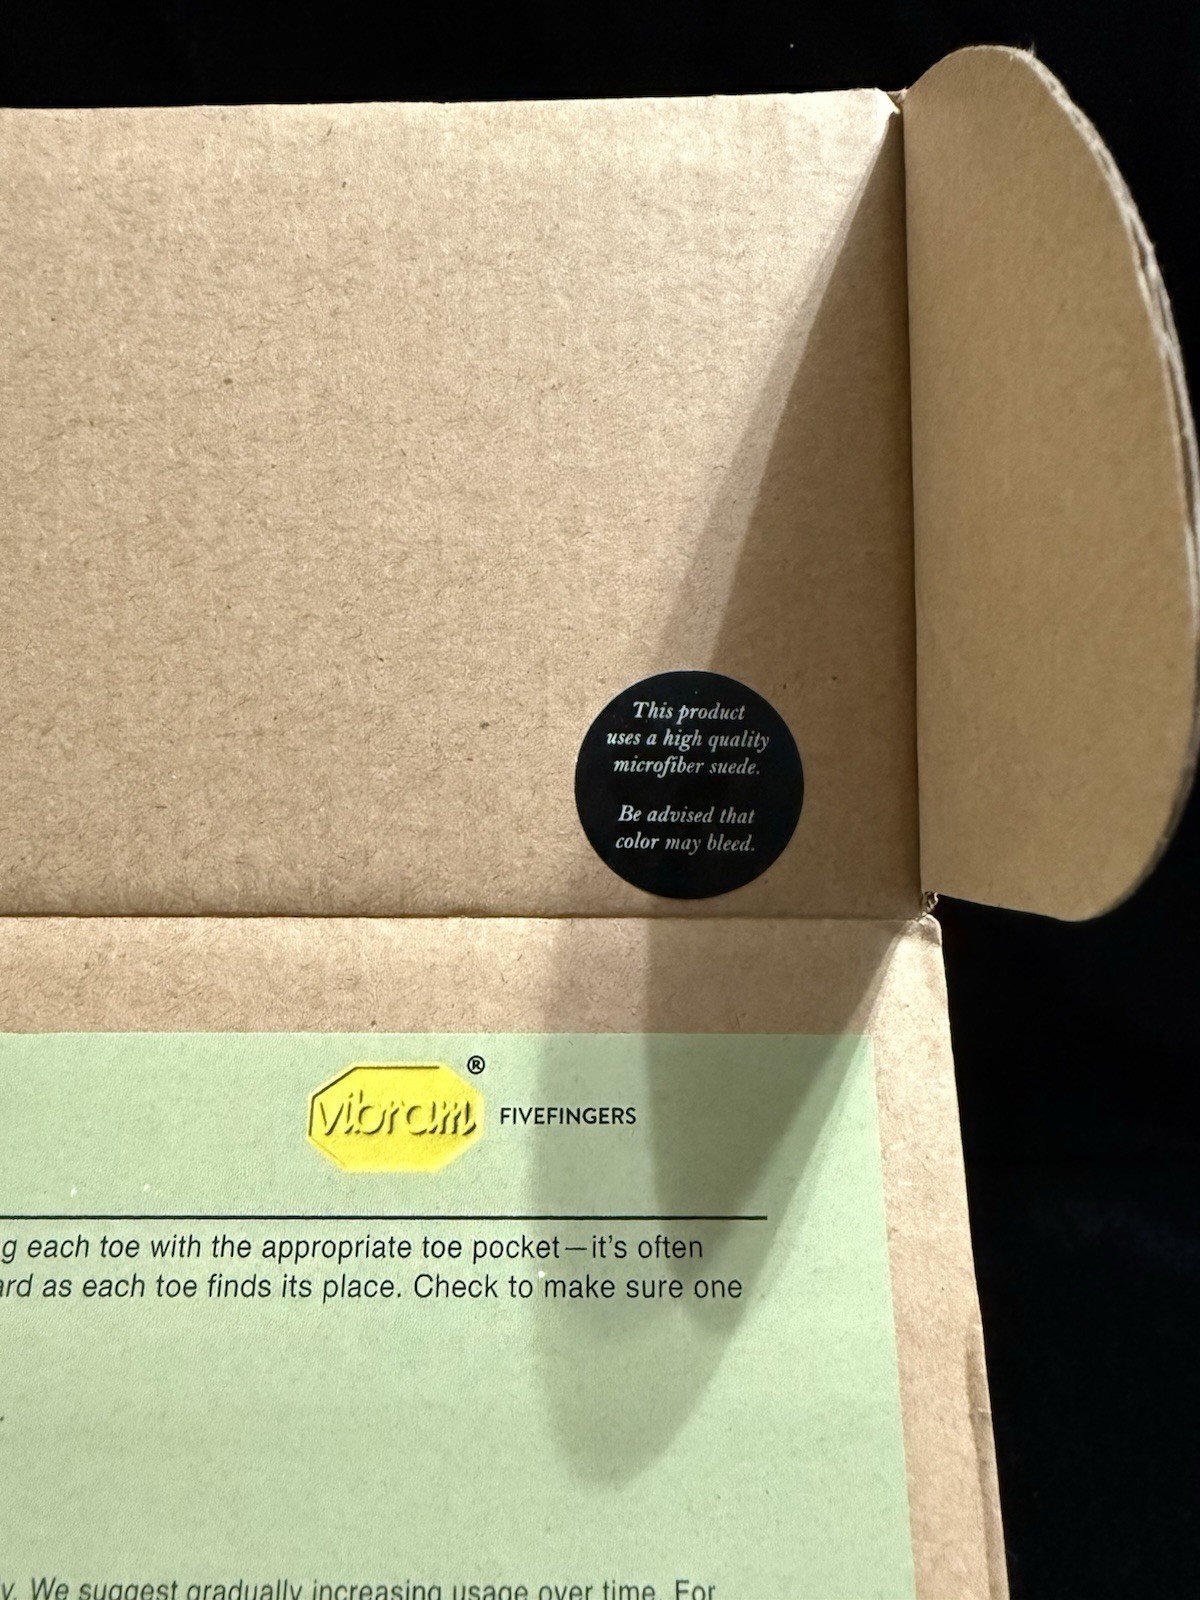 This product
uses a high quality
microfiber suede.
Be advised that
color may bleed.
vibram®
FIVEFINGERS
each toe with the appropriate toe pocket—it's often
as each toe finds its place. Check to make sure one
We suggest gradually increasing usage over time. For